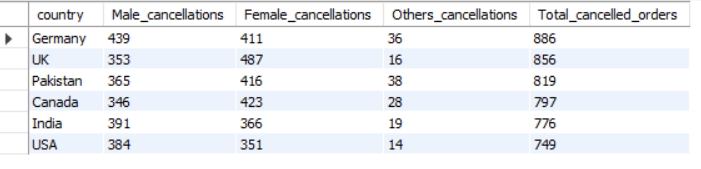 country Male_cancellations Female_cancellations Others_cancellations Total_cancelled_orders
Germany 439 411 36 886
UK 353 487 16 856
Pakistan 365 416 38 819
Canada 346 423 28 797
India 391 366 19 776
USA 384 351 14 749